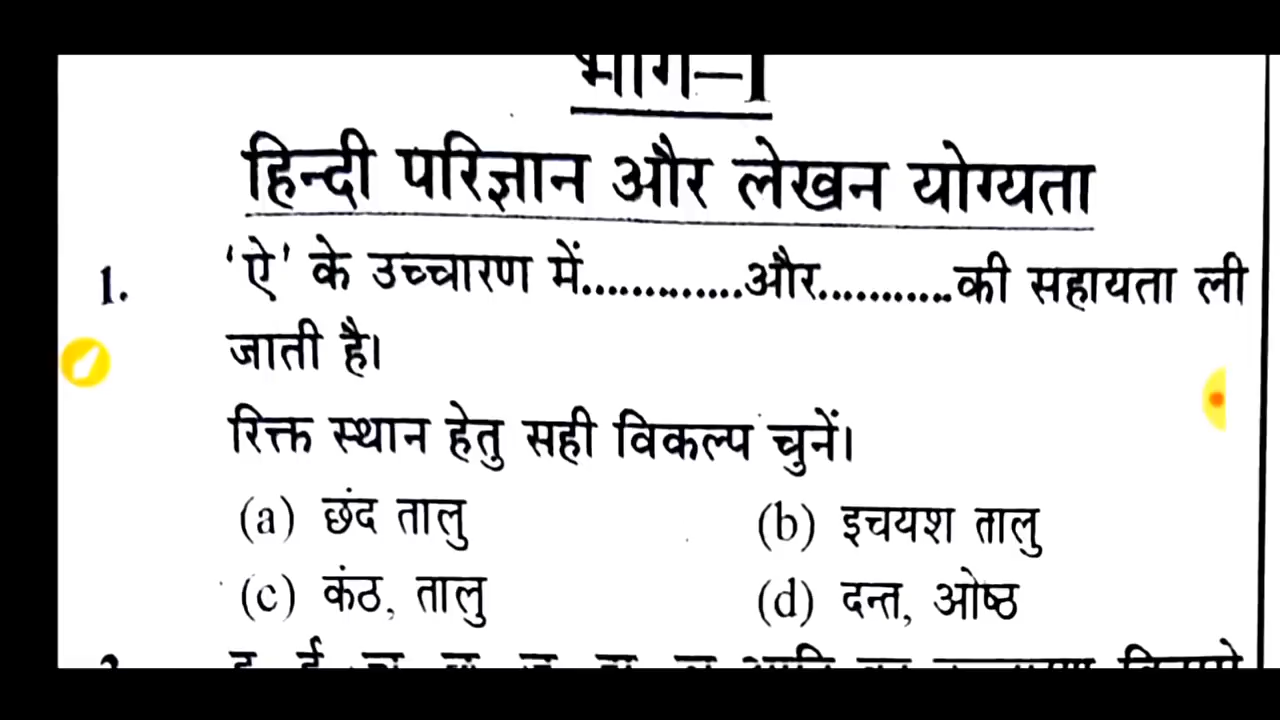 भाग–I
हिन्दी परिज्ञान और लेखन योग्यता
1. 'ऐ' के उच्चारण में.............और...........की सहायता ली
जाती है।
रिक्त स्थान हेतु सही विकल्प चुनें।
(a) छंद तालु (b) इचयश तालु
(c) कंठ, तालु (d) दन्त, ओष्ठ